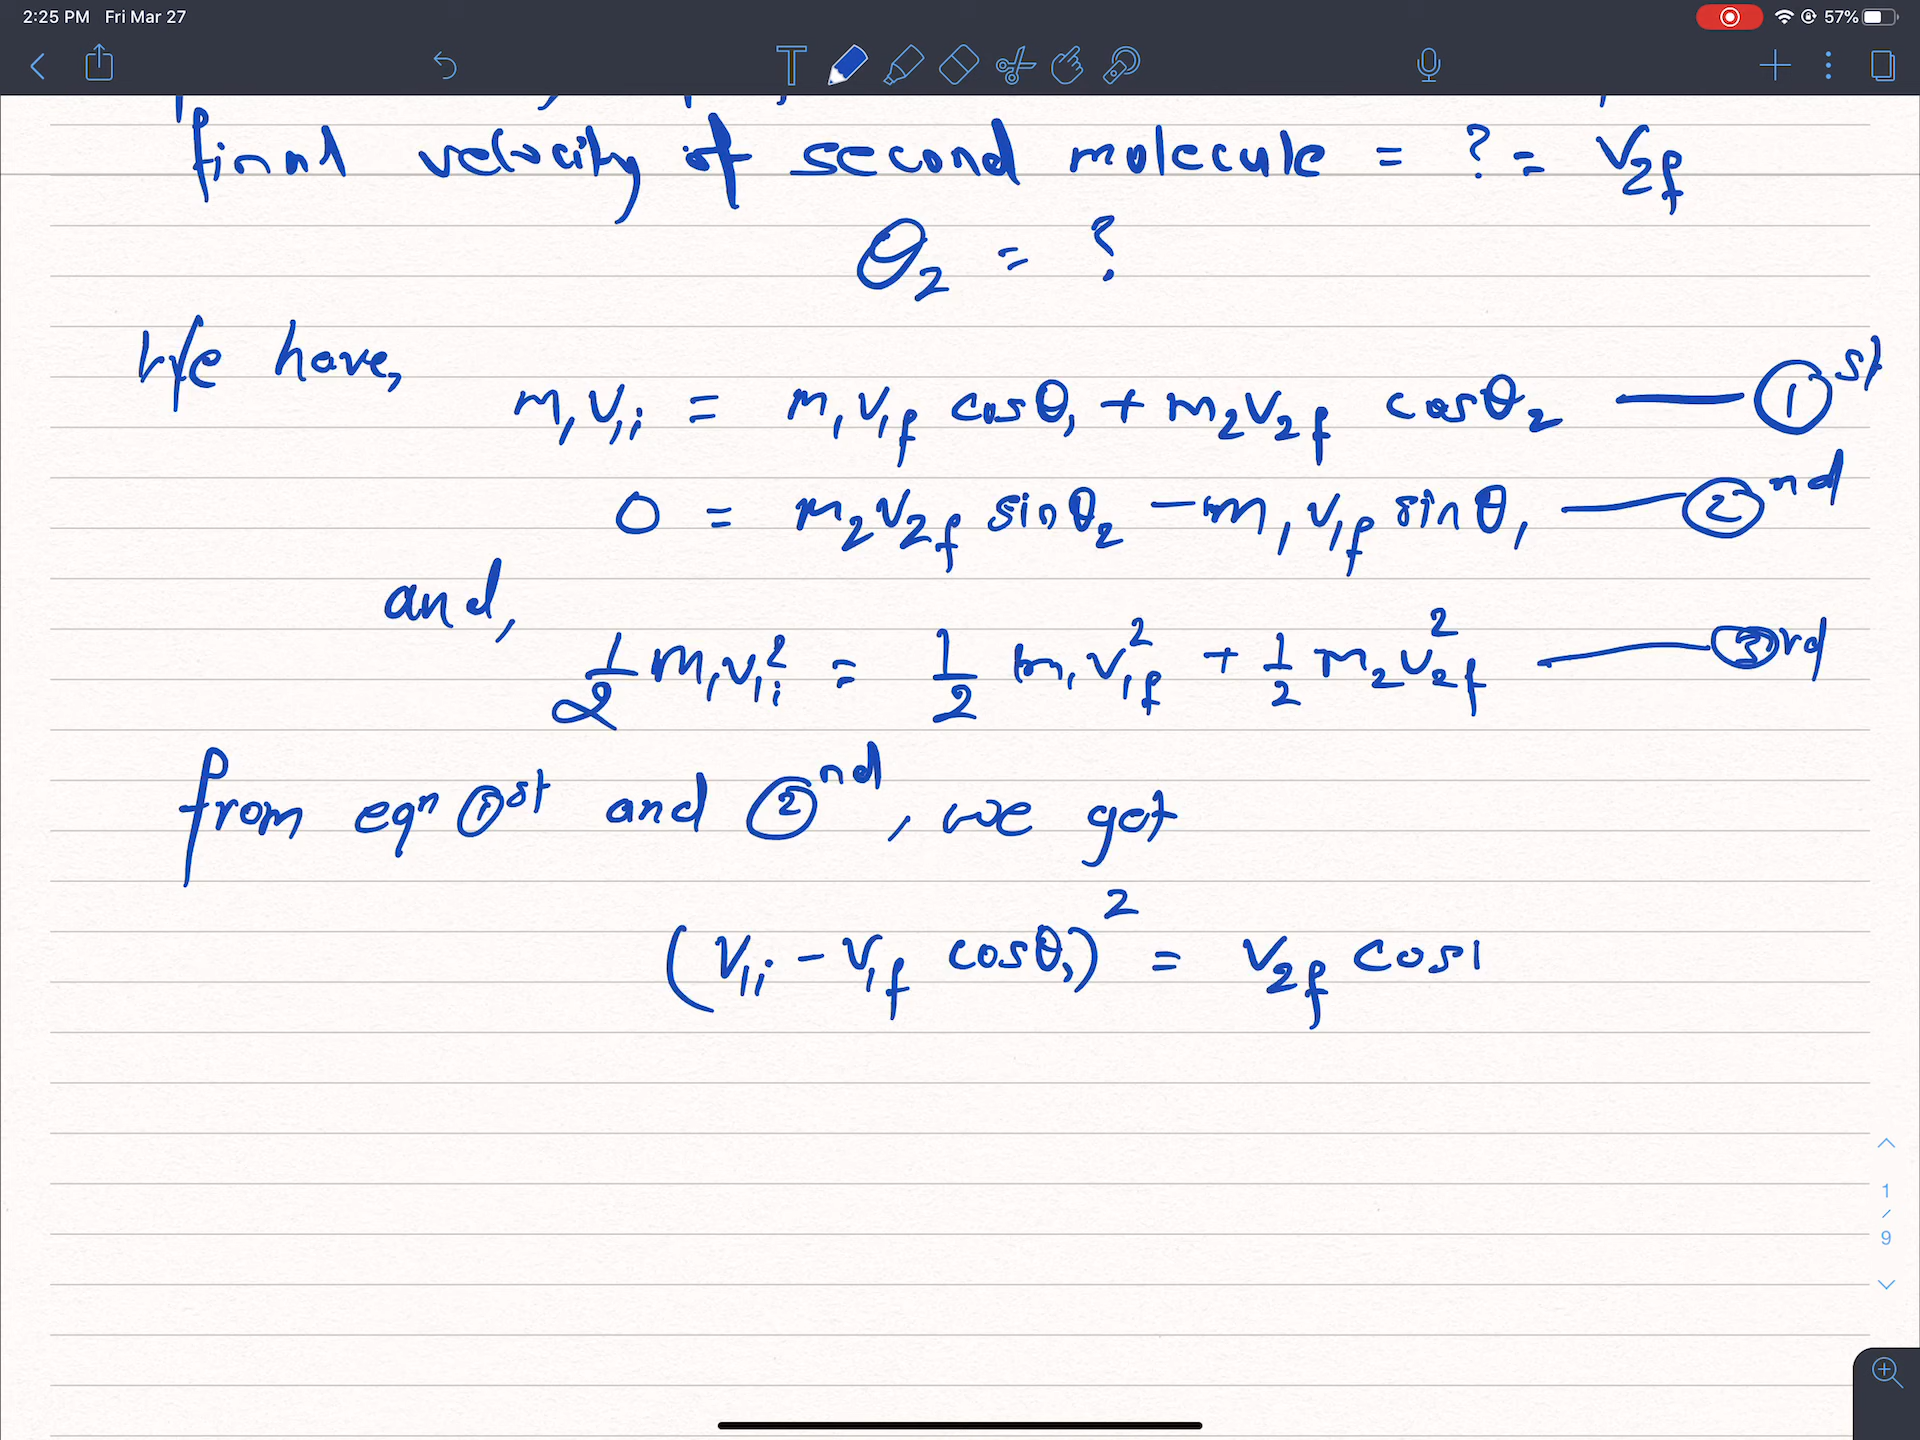 2:25 PM Fri Mar 27 57%
final velocity of second molecule = ? = V₂f
θ₂ = ?
We have,
m₁V₁i = m₁V₁f cosθ₁ + m₂V₂f cosθ₂ — ①st
0 = m₂V₂f sinθ₂ − m₁V₁f sinθ₁ — ②nd
and,
1/2 m₁v₁i² = 1/2 m₁v₁f² + 1/2 m₂v₂f² — ③rd
from eqn ①st and ②nd, we get
(V₁i − V₁f cosθ₁)² = V₂f cos
1
/
9